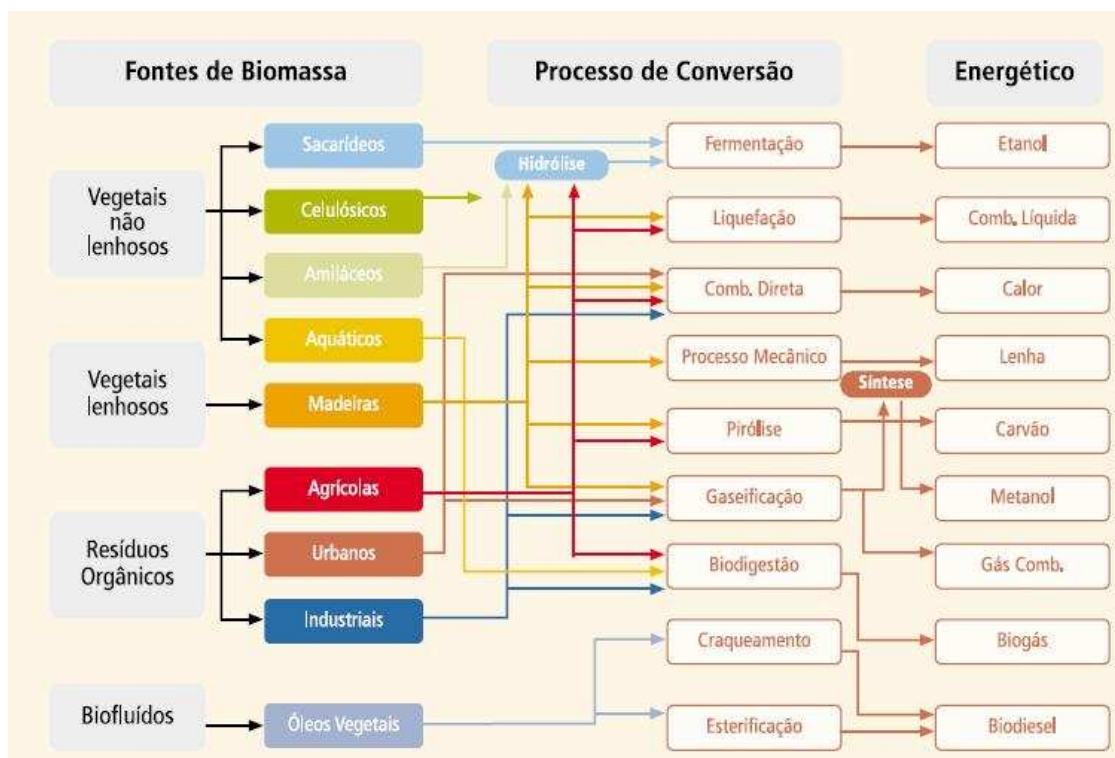 Fontes de Biomassa
Processo de Conversão
Energético
Vegetais
não
lenhosos
Vegetais
lenhosos
Resíduos
Orgânicos
Biofluídos
Sacarídeos
Celulósicos
Amiláceos
Aquáticos
Madeiras
Agrícolas
Urbanos
Industriais
Óleos Vegetais
Hidrólise
Fermentação
Liquefação
Comb. Direta
Processo Mecânico
Pirólise
Gaseificação
Biodigestão
Craqueamento
Esterificação
Síntese
Etanol
Comb. Líquida
Calor
Lenha
Carvão
Metanol
Gás Comb.
Biogás
Biodiesel